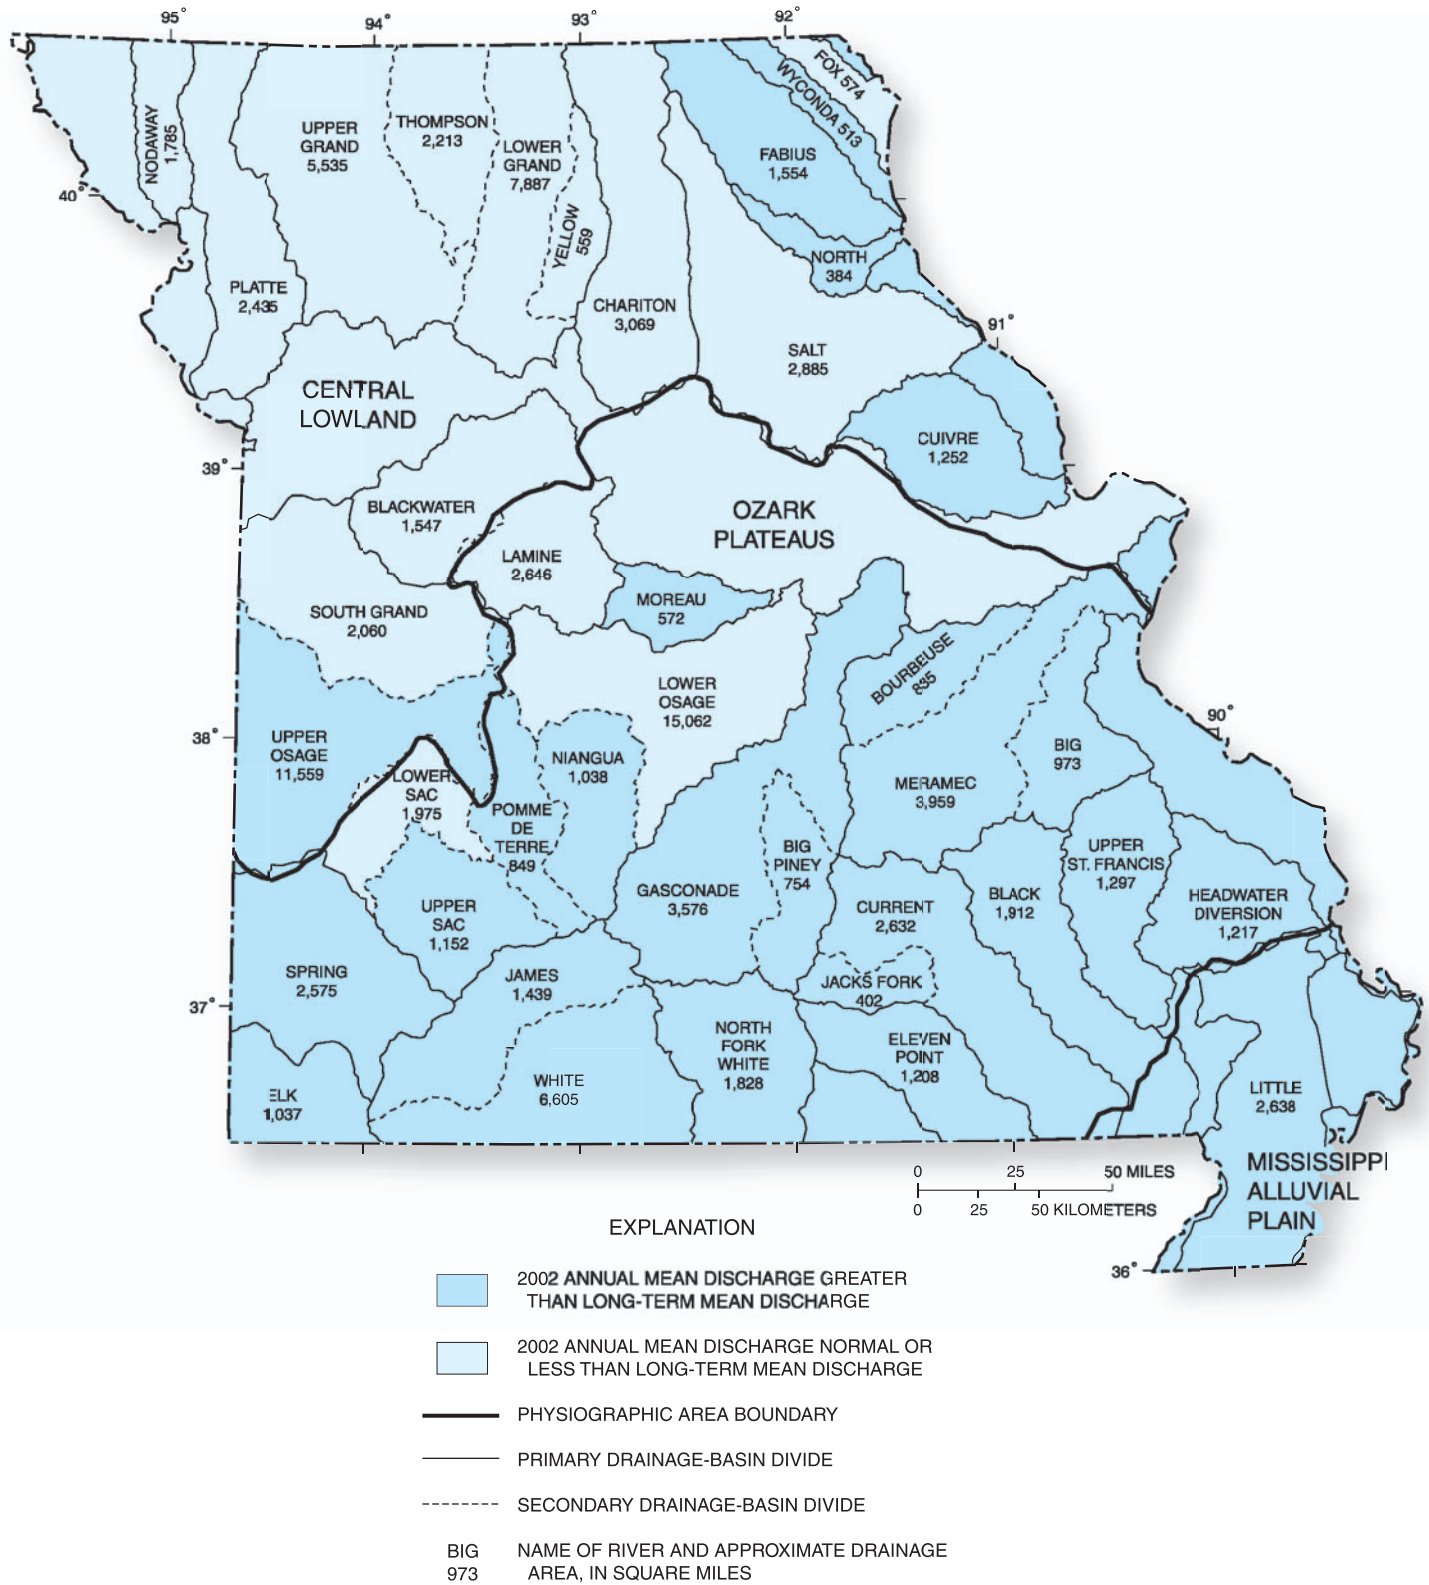 95°
94°
93°
92°
NODAWAY
1,785
UPPER
GRAND
5,535
THOMPSON
2,213
LOWER
GRAND
7,887
YELLOW
559
FOX 574
WYCONDA 513
FABIUS
1,554
40°
NORTH
384
PLATTE
2,435
CHARITON
3,069
91°
SALT
2,885
CENTRAL
LOWLAND
CUIVRE
1,252
39°
BLACKWATER
1,547
OZARK
PLATEAUS
LAMINE
2,646
MOREAU
572
SOUTH GRAND
2,060
BOURBEUSE
835
LOWER
OSAGE
15,062
90°
38°
UPPER
OSAGE
11,559
NIANGUA
1,038
BIG
973
LOWER
SAC
1,975
MERAMEC
3,959
POMME
DE
TERRE
849
BIG
PINEY
754
UPPER
ST. FRANCIS
1,297
GASCONADE
3,576
BLACK
1,912
HEADWATER
DIVERSION
1,217
CURRENT
2,632
UPPER
SAC
1,152
SPRING
2,575
JAMES
1,439
JACKS FORK
402
37°
NORTH
FORK
WHITE
1,828
ELEVEN
POINT
1,208
WHITE
6,605
ELK
1,037
LITTLE
2,638
MISSISSIPPI
ALLUVIAL
PLAIN
0 25 50 MILES
0 25 50 KILOMETERS
36°
EXPLANATION
2002 ANNUAL MEAN DISCHARGE GREATER
THAN LONG-TERM MEAN DISCHARGE
2002 ANNUAL MEAN DISCHARGE NORMAL OR
LESS THAN LONG-TERM MEAN DISCHARGE
PHYSIOGRAPHIC AREA BOUNDARY
PRIMARY DRAINAGE-BASIN DIVIDE
SECONDARY DRAINAGE-BASIN DIVIDE
BIG NAME OF RIVER AND APPROXIMATE DRAINAGE
973 AREA, IN SQUARE MILES